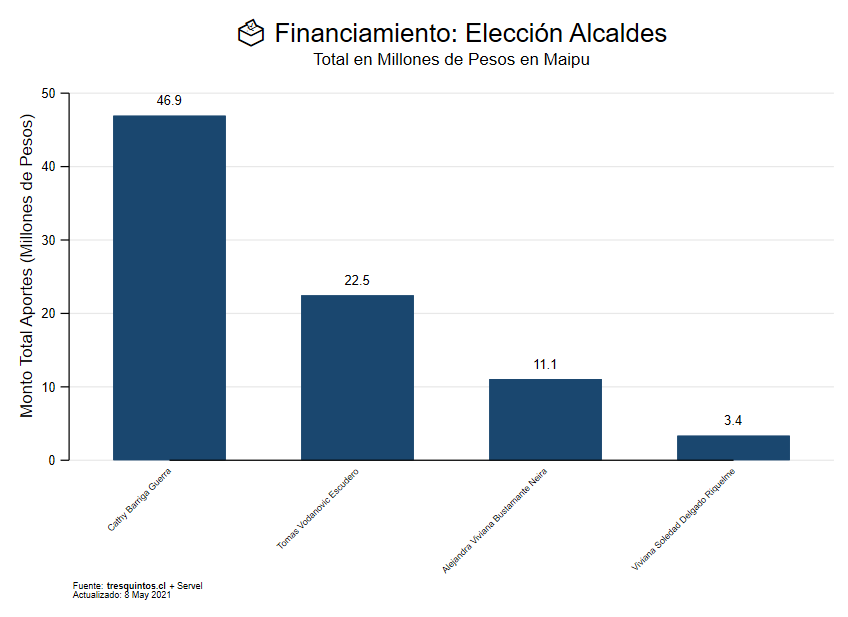 Financiamiento: Elección Alcaldes
Total en Millones de Pesos en Maipu
Monto Total Aportes (Millones de Pesos)
50
40
30
20
10
0
46.9
22.5
11.1
3.4
Cathy Barriga Guerra
Tomas Vodanovic Escudero
Alejandra Viviana Bustamante Neira
Viviana Soledad Delgado Riquelme
Fuente: tresquintos.cl + Servel
Actualizado: 8 May 2021